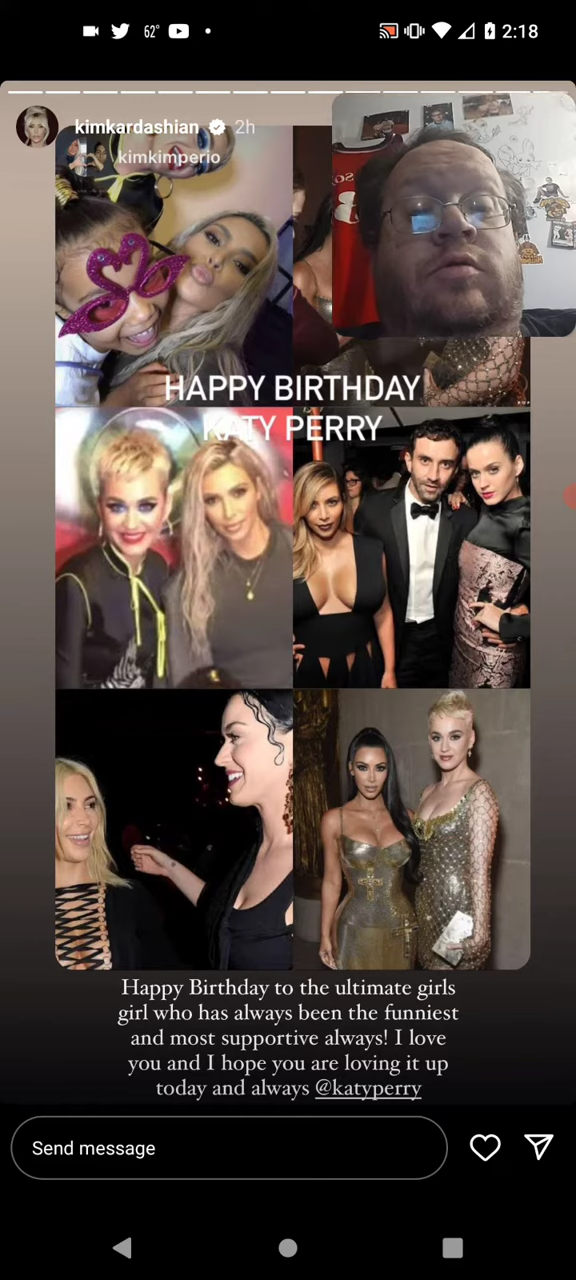 62° 2:18
kimkardashian 2h
kimkimperio
HAPPY BIRTHDAY
KATY PERRY
Happy Birthday to the ultimate girls
girl who has always been the funniest
and most supportive always! I love
you and I hope you are loving it up
today and always @katyperry
Send message